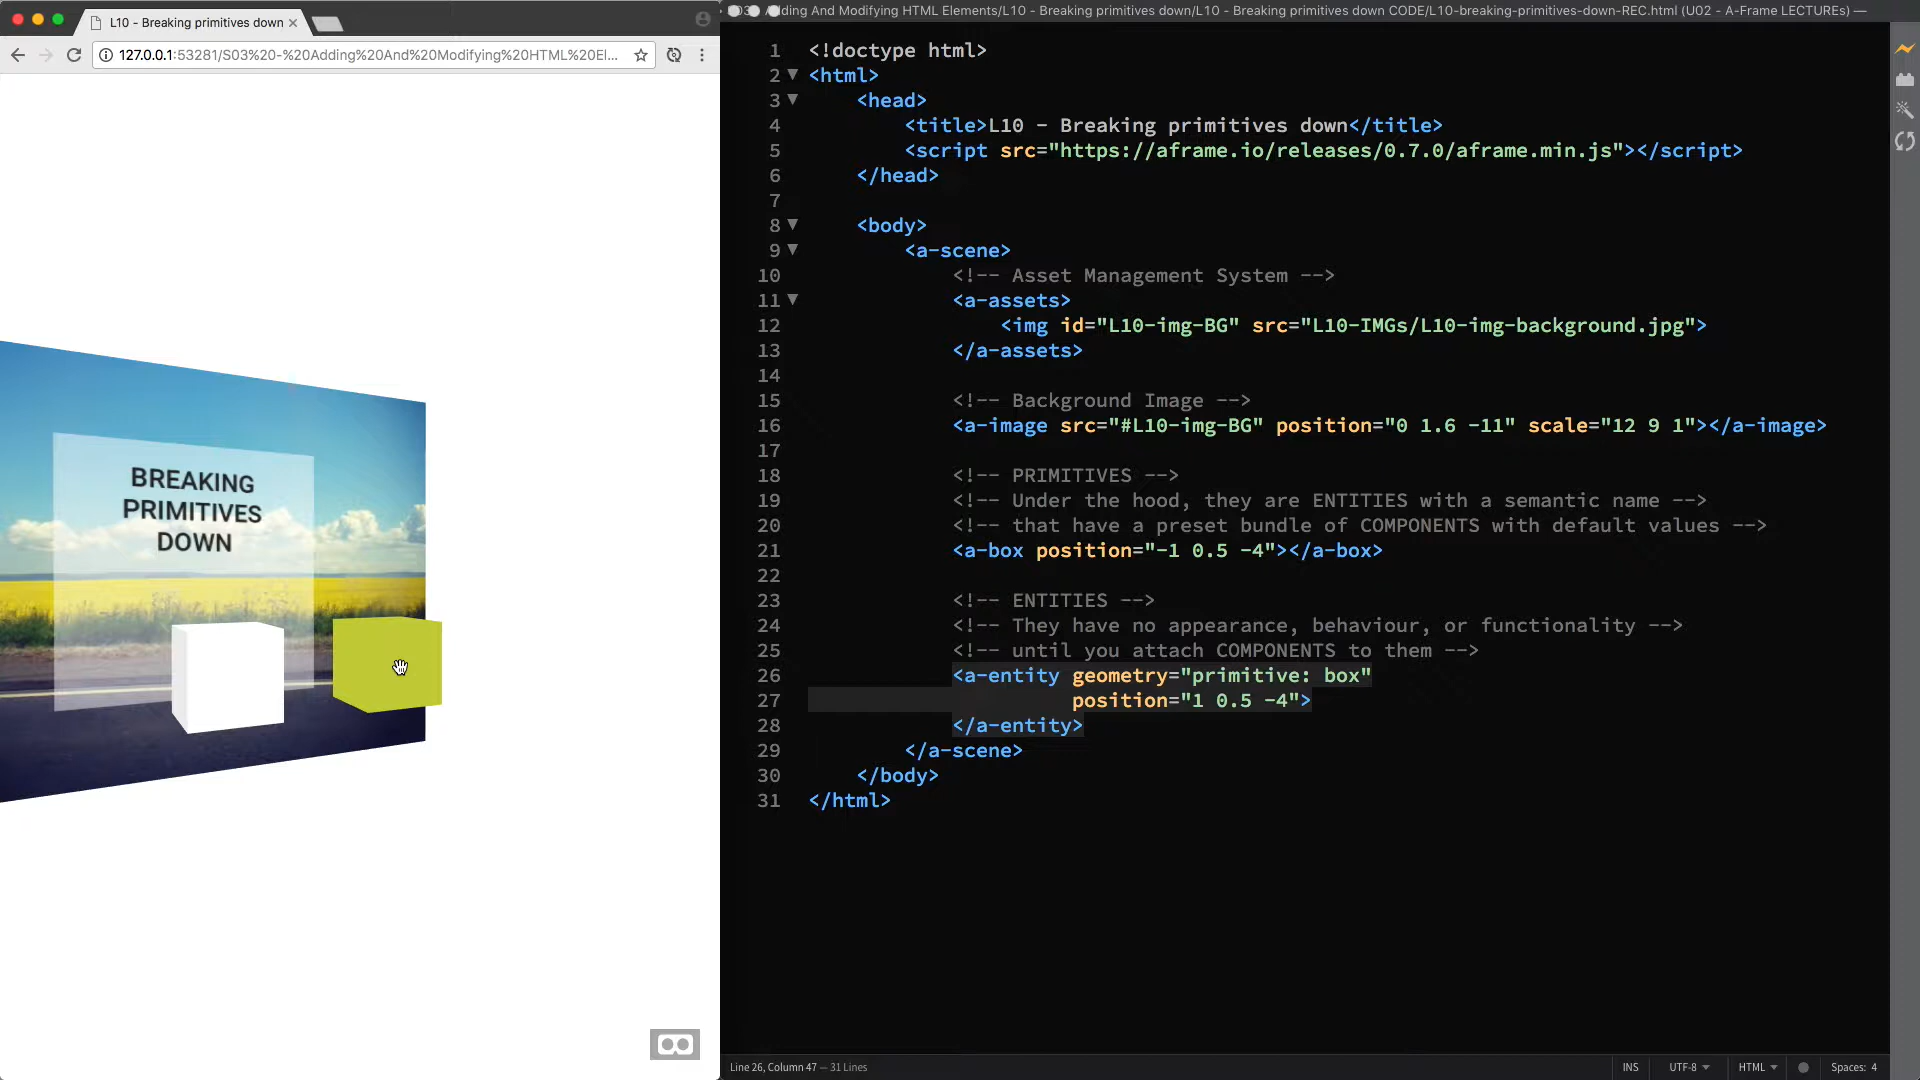 L10 - Breaking primitives down
127.0.0.1:53281/S03%20-%20Adding%20And%20Modifying%20HTML%20El...
BREAKING
PRIMITIVES
DOWN
Adding And Modifying HTML Elements/L10 - Breaking primitives down/L10 - Breaking primitives down CODE/L10-breaking-primitives-down-REC.html (U02 - A-Frame LECTUREs) —
1 <!doctype html>
2 <html>
3 <head>
4 <title>L10 - Breaking primitives down</title>
5 <script src="https://aframe.io/releases/0.7.0/aframe.min.js"></script>
6 </head>
7
8 <body>
9 <a-scene>
10 <!-- Asset Management System -->
11 <a-assets>
12 <img id="L10-img-BG" src="L10-IMGs/L10-img-background.jpg">
13 </a-assets>
14
15 <!-- Background Image -->
16 <a-image src="#L10-img-BG" position="0 1.6 -11" scale="12 9 1"></a-image>
17
18 <!-- PRIMITIVES -->
19 <!-- Under the hood, they are ENTITIES with a semantic name -->
20 <!-- that have a preset bundle of COMPONENTS with default values -->
21 <a-box position="-1 0.5 -4"></a-box>
22
23 <!-- ENTITIES -->
24 <!-- They have no appearance, behaviour, or functionality -->
25 <!-- until you attach COMPONENTS to them -->
26 <a-entity geometry="primitive: box"
27 position="1 0.5 -4">
28 </a-entity>
29 </a-scene>
30 </body>
31 </html>
Line 26, Column 47 — 31 Lines
INS UTF-8 HTML Spaces: 4